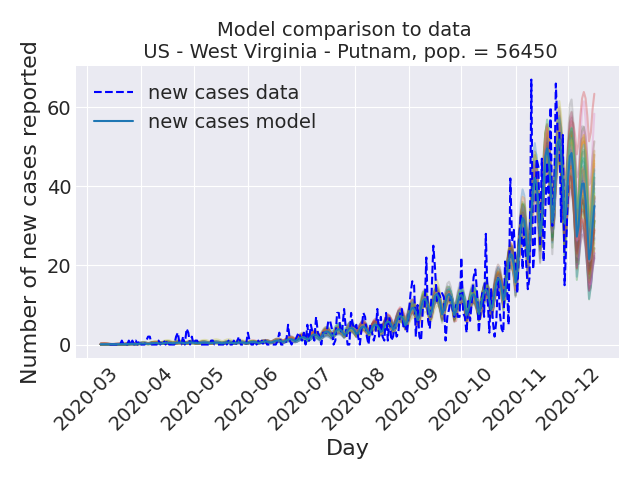 Model comparison to data
US - West Virginia - Putnam, pop. = 56450
Number of new cases reported
60
40
20
0
new cases data
new cases model
2020-03
2020-04
2020-05
2020-06
2020-07
2020-08
2020-09
2020-10
2020-11
2020-12
Day